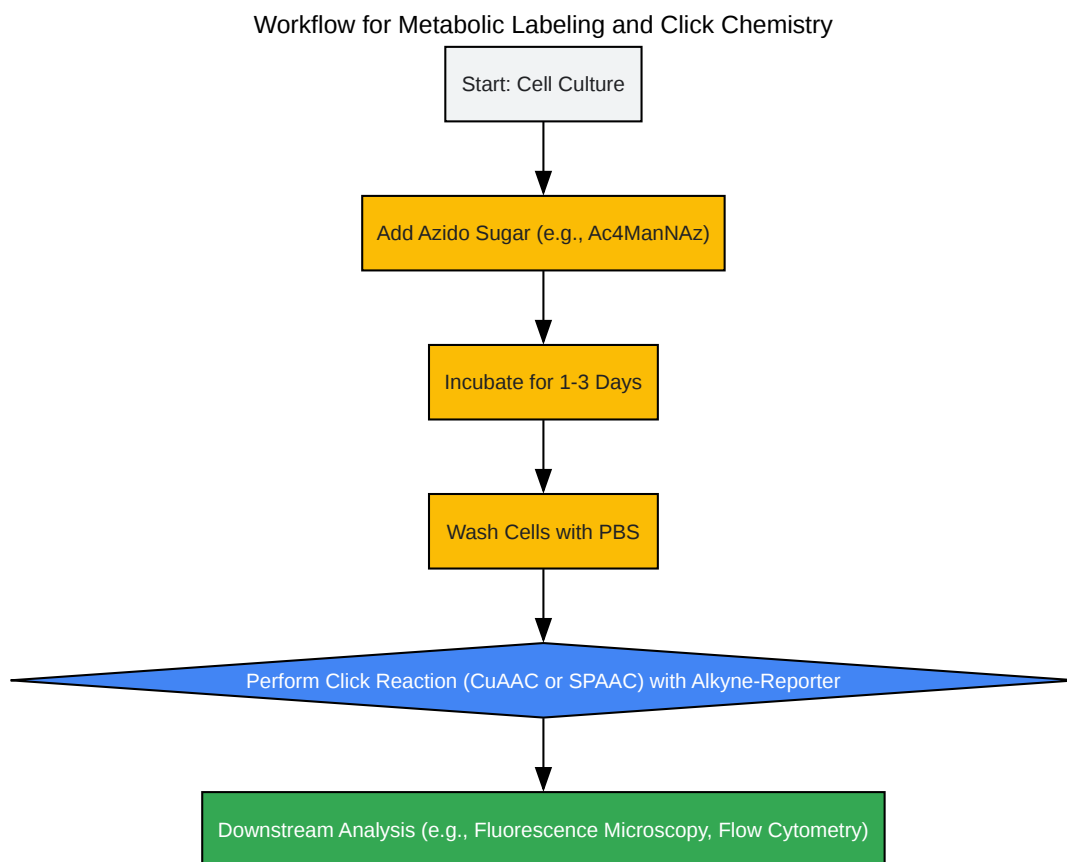 Workflow for Metabolic Labeling and Click Chemistry
Start: Cell Culture
Add Azido Sugar (e.g., Ac4ManNAz)
Incubate for 1-3 Days
Wash Cells with PBS
Perform Click Reaction (CuAAC or SPAAC) with Alkyne-Reporter
Downstream Analysis (e.g., Fluorescence Microscopy, Flow Cytometry)